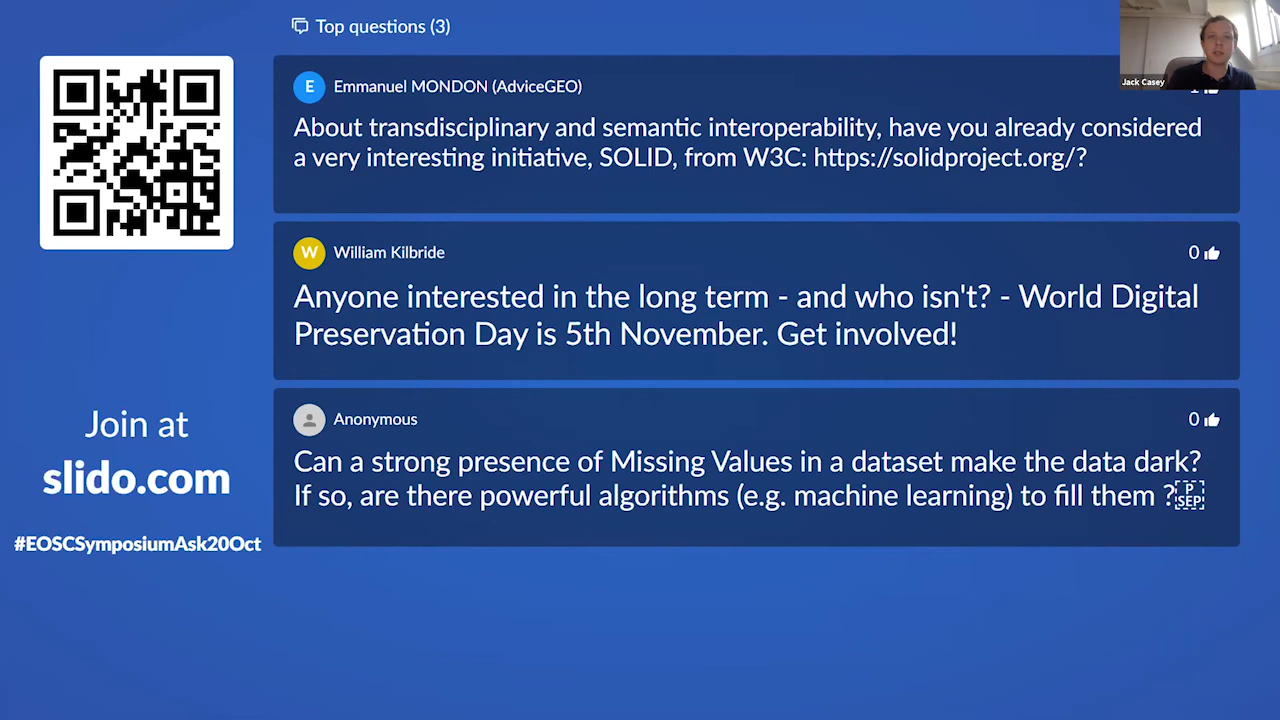 Top questions (3)
Jack Casey
E
Emmanuel MONDON (AdviceGEO)
About transdisciplinary and semantic interoperability, have you already considered
a very interesting initiative, SOLID, from W3C: https://solidproject.org/?
W
William Kilbride
0
Anyone interested in the long term - and who isn't? - World Digital
Preservation Day is 5th November. Get involved!
Anonymous
0
Can a strong presence of Missing Values in a dataset make the data dark?
If so, are there powerful algorithms (e.g. machine learning) to fill them ?
Join at
slido.com
#EOSCSymposiumAsk20Oct